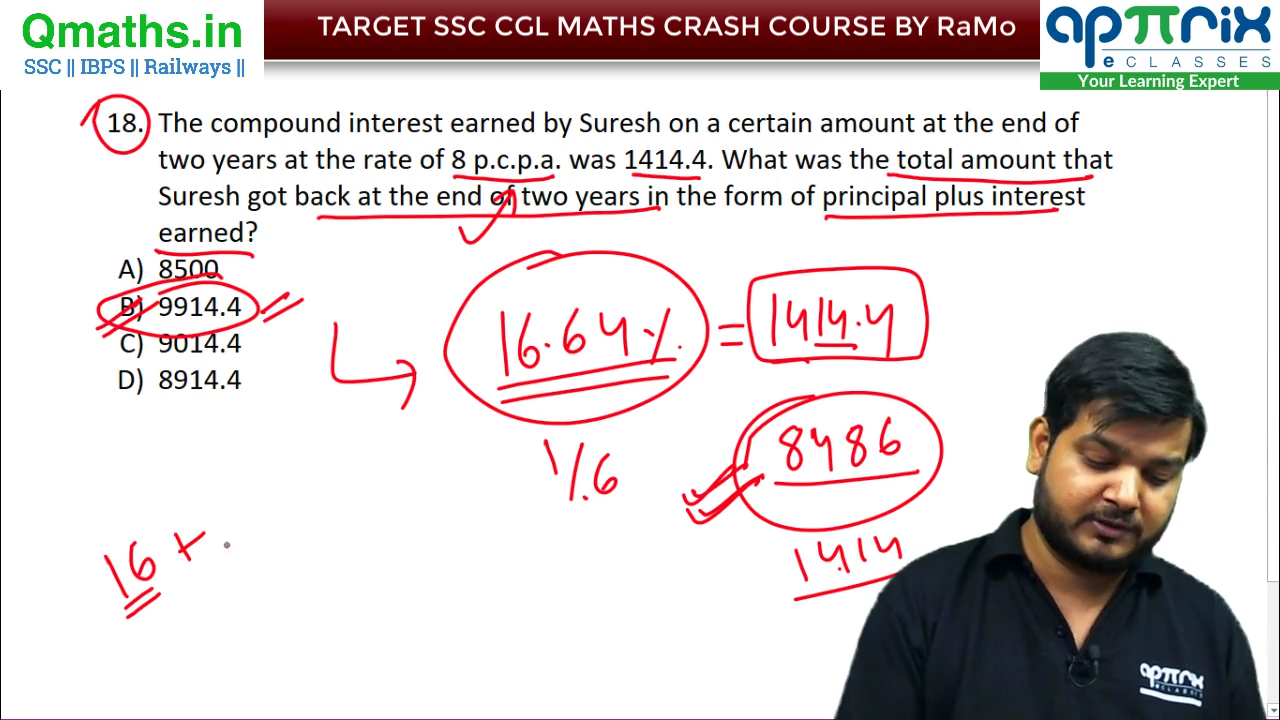 Qmaths.in
SSC || IBPS || Railways ||
TARGET SSC CGL MATHS CRASH COURSE BY RaMo
apπrix
eCLASSES
Your Learning Expert
18. The compound interest earned by Suresh on a certain amount at the end of
two years at the rate of 8 p.c.p.a. was 1414.4. What was the total amount that
Suresh got back at the end of two years in the form of principal plus interest
earned?
A) 8500
B) 9914.4
C) 9014.4
D) 8914.4
16.64% = 1414.4
1/6
8486
1414
16 +
apπrix
eCLASSES